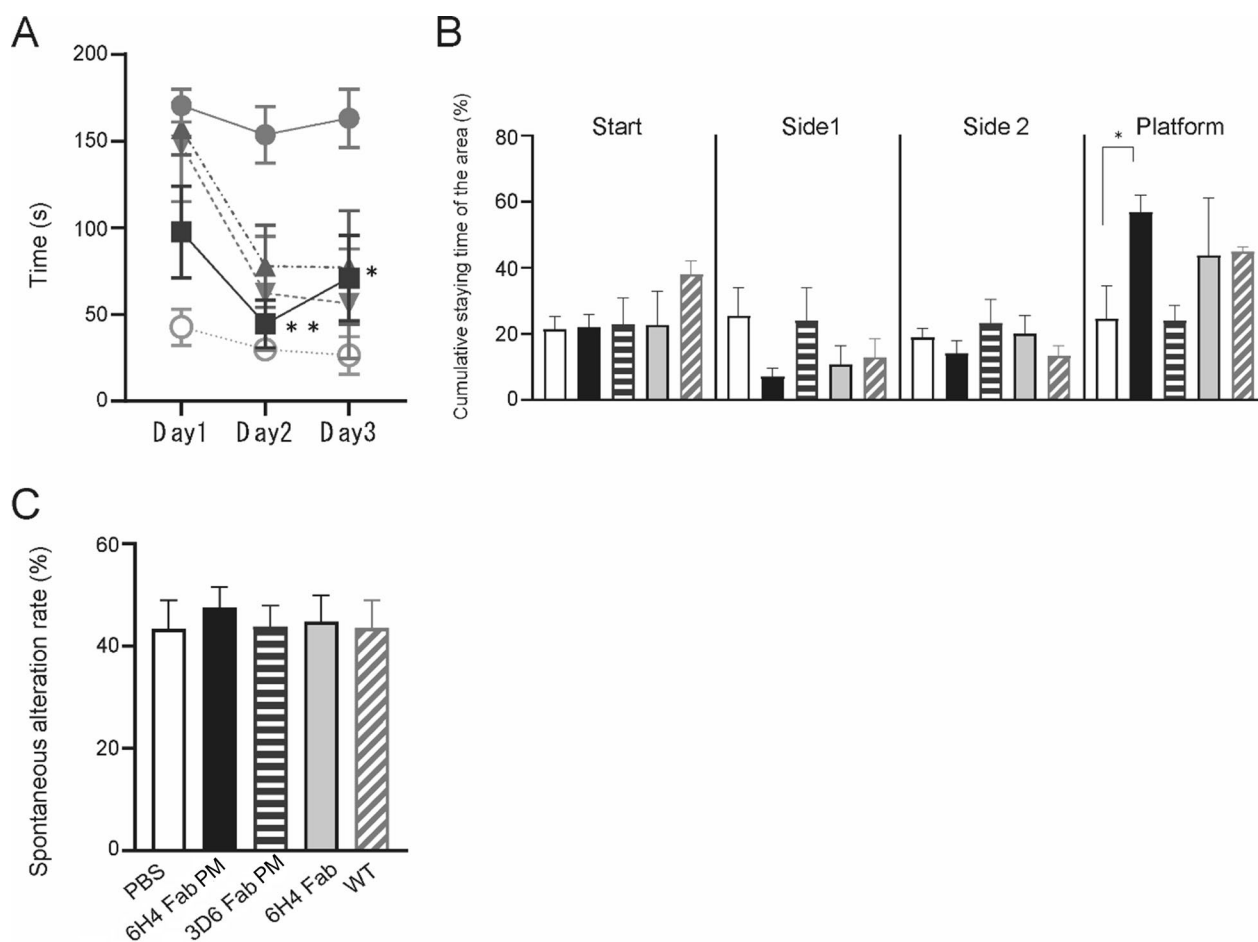 A
200
150
100
50
0
Time (s)
Day1 Day2 Day3
*
* *
B
Cumulative staying time of the area (%)
80
60
40
20
0
Start Side1 Side 2 Platform
*
C
Spontaneous alteration rate (%)
60
40
20
0
PBS
6H4 Fab PM
3D6 Fab PM
6H4 Fab
WT